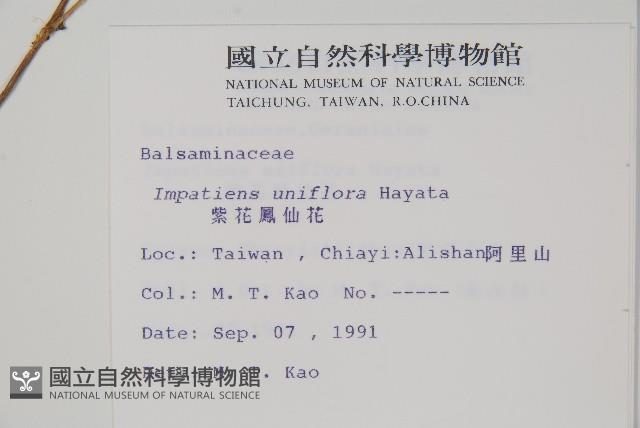 國立自然科學博物館
NATIONAL MUSEUM OF NATURAL SCIENCE
TAICHUNG, TAIWAN, R.O.CHINA
Balsaminaceae
Impatiens uniflora Hayata
紫花鳳仙花
Loc.: Taiwan , Chiayi:Alishan阿里山
Col.: M. T. Kao No. -----
Date: Sep. 07 , 1991
M. T. Kao
國立自然科學博物館
NATIONAL MUSEUM OF NATURAL SCIENCE